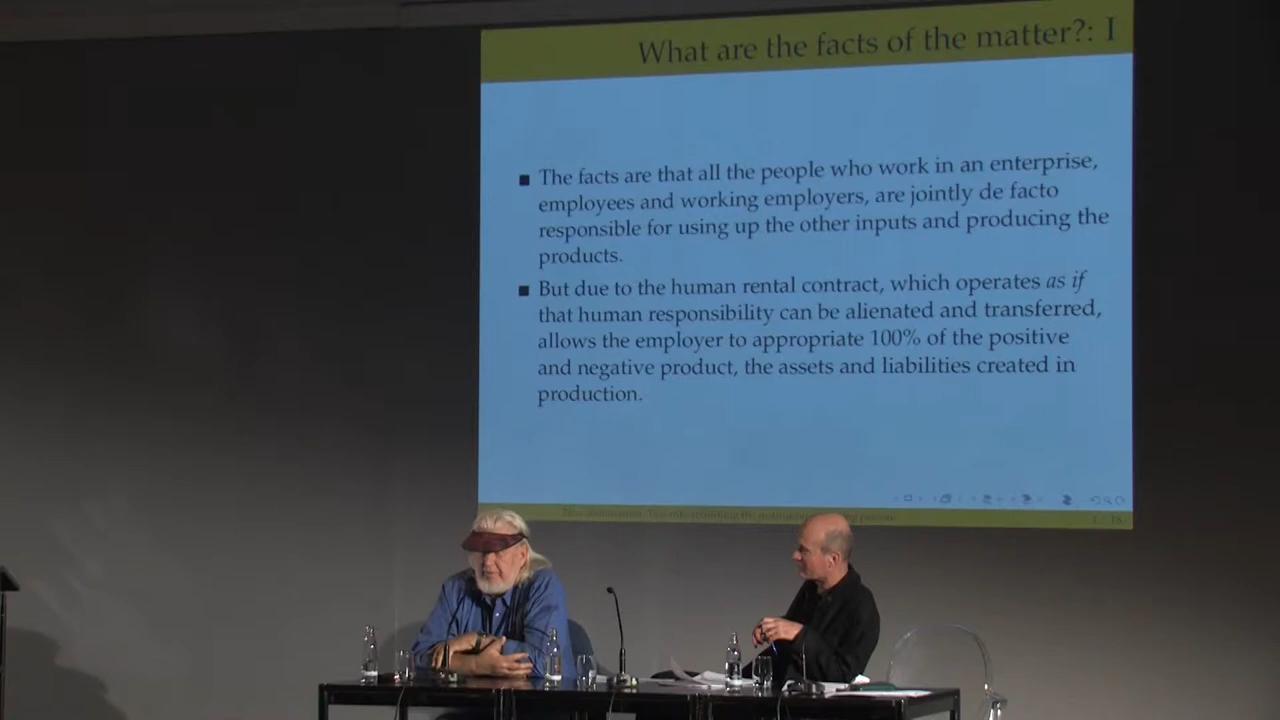 What are the facts of the matter?: I
■ The facts are that all the people who work in an enterprise,
employees and working employers, are jointly de facto
responsible for using up the other inputs and producing the
products.
■ But due to the human rental contract, which operates as if
that human responsibility can be alienated and transferred,
allows the employer to appropriate 100% of the positive
and negative product, the assets and liabilities created in
production.